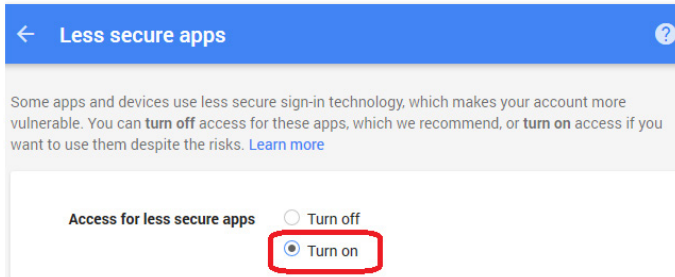 Less secure apps
Some apps and devices use less secure sign-in technology, which makes your account more
vulnerable. You can turn off access for these apps, which we recommend, or turn on access if you
want to use them despite the risks. Learn more
Access for less secure apps
Turn off
Turn on